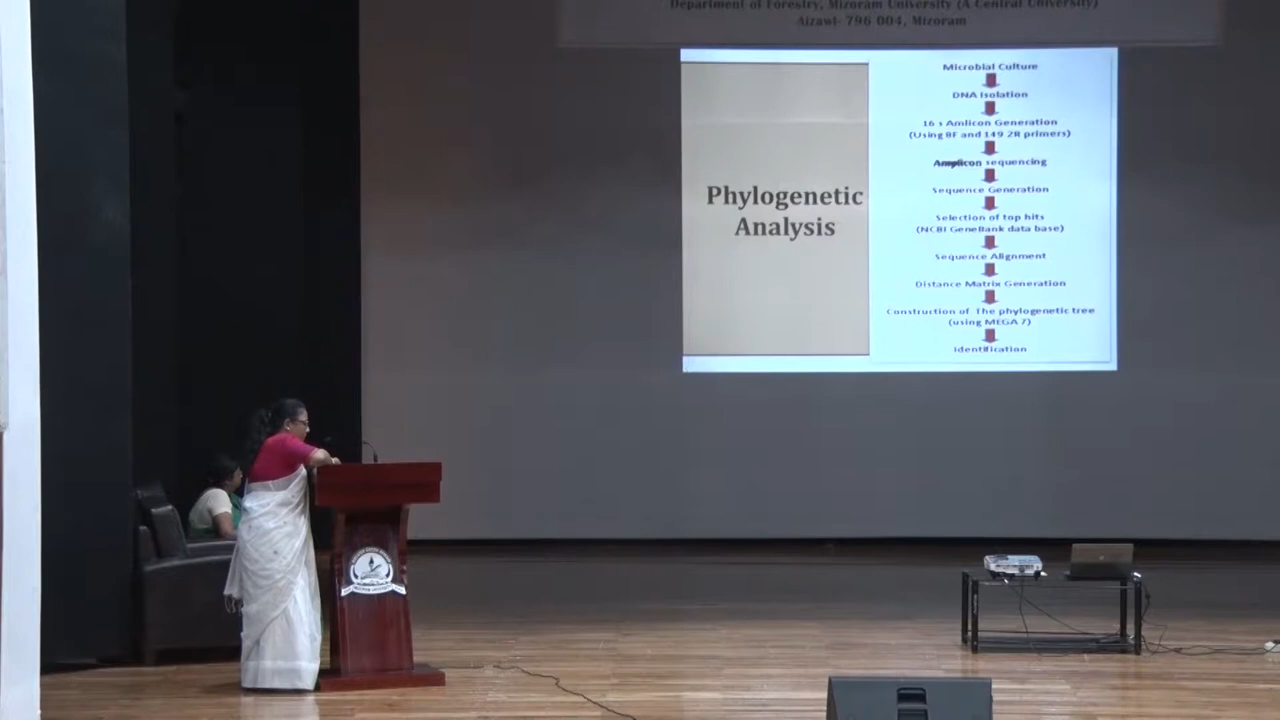 Department of Forestry, Mizoram University (A Central University)
Aizawl- 796 004, Mizoram
Phylogenetic
Analysis
Microbial Culture
DNA Isolation
16 s Amlicon Generation
(Using 8F and 149 2R primers)
Amplicon sequencing
Sequence Generation
Selection of top hits
(NCBI GeneBank data base)
Sequence Alignment
Distance Matrix Generation
Construction of The phylogenetic tree
(using MEGA 7)
Identification
MIZORAM UNIVERSITY